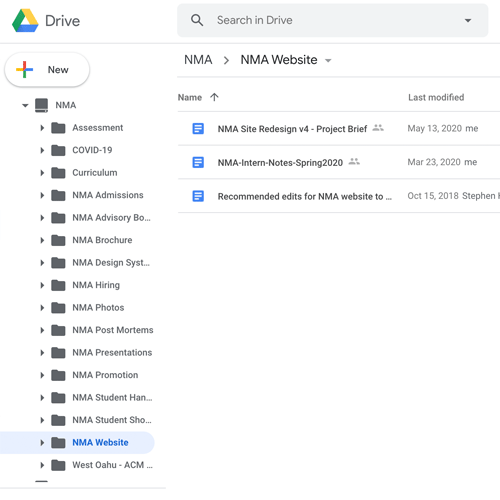 Drive
Search in Drive
New
NMA
Assessment
COVID-19
Curriculum
NMA Admissions
NMA Advisory Bo...
NMA Brochure
NMA Design Syst...
NMA Hiring
NMA Photos
NMA Post Mortems
NMA Presentations
NMA Promotion
NMA Student Han...
NMA Student Sho...
NMA Website
West Oahu - ACM ...
NMA > NMA Website
Name Last modified
NMA Site Redesign v4 - Project Brief May 13, 2020 me
NMA-Intern-Notes-Spring2020 Mar 23, 2020 me
Recommended edits for NMA website to ... Oct 15, 2018 Stephen